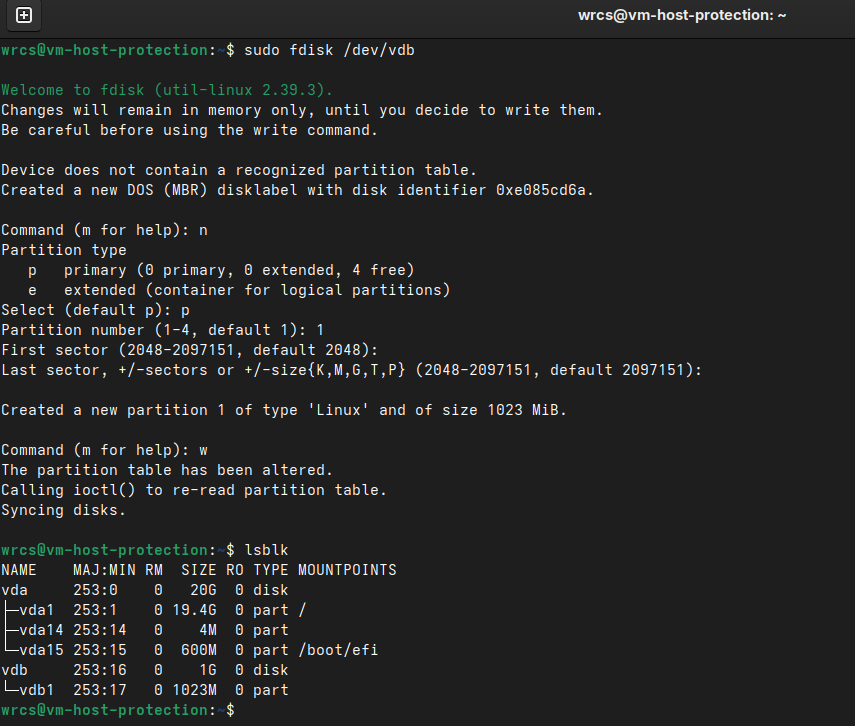 wrcs@vm-host-protection: ~
wrcs@vm-host-protection:~$ sudo fdisk /dev/vdb
Welcome to fdisk (util-linux 2.39.3).
Changes will remain in memory only, until you decide to write them.
Be careful before using the write command.
Device does not contain a recognized partition table.
Created a new DOS (MBR) disklabel with disk identifier 0xe085cd6a.
Command (m for help): n
Partition type
   p   primary (0 primary, 0 extended, 4 free)
   e   extended (container for logical partitions)
Select (default p): p
Partition number (1-4, default 1): 1
First sector (2048-2097151, default 2048):
Last sector, +/-sectors or +/-size{K,M,G,T,P} (2048-2097151, default 2097151):
Created a new partition 1 of type 'Linux' and of size 1023 MiB.
Command (m for help): w
The partition table has been altered.
Calling ioctl() to re-read partition table.
Syncing disks.
wrcs@vm-host-protection:~$ lsblk
NAME    MAJ:MIN RM  SIZE RO TYPE MOUNTPOINTS
vda     253:0    0   20G  0 disk
├─vda1  253:1    0 19.4G  0 part /
├─vda14 253:14   0    4M  0 part
└─vda15 253:15   0  600M  0 part /boot/efi
vdb     253:16   0    1G  0 disk
└─vdb1  253:17   0 1023M  0 part
wrcs@vm-host-protection:~$